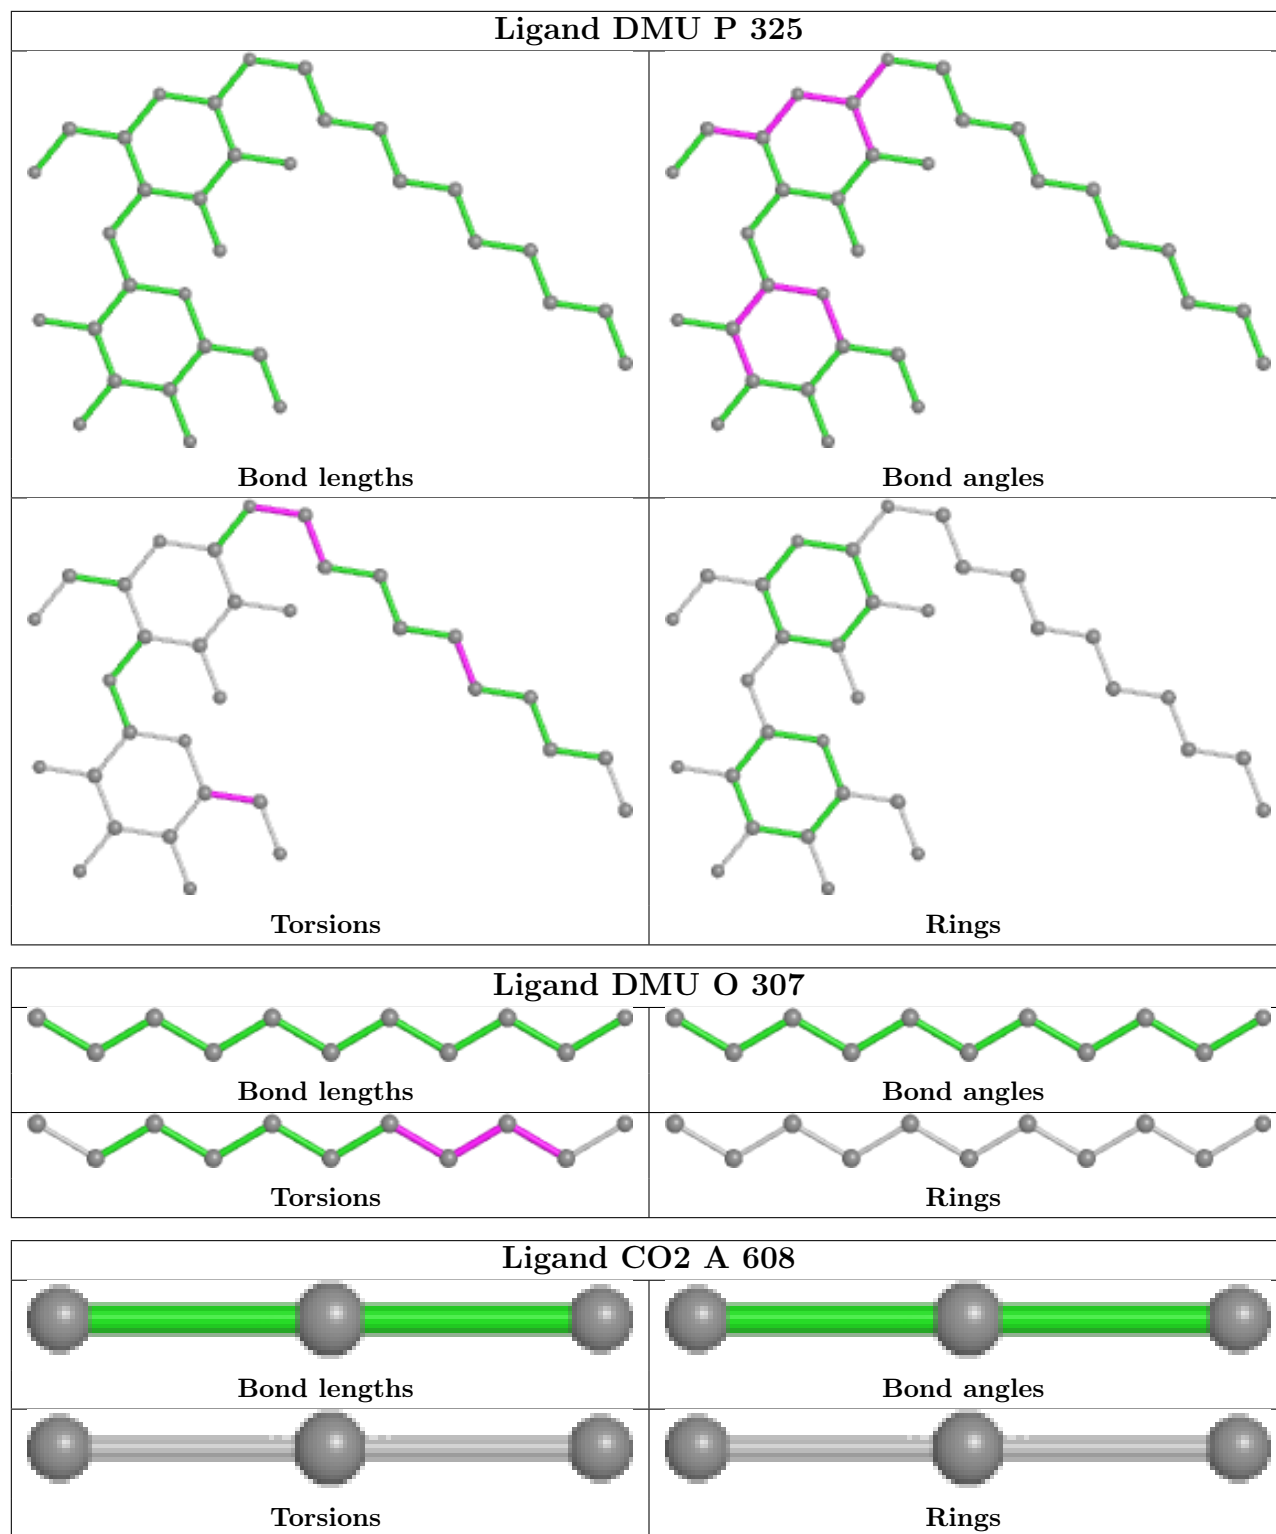 Ligand DMU P 325
Bond lengths
Bond angles
Torsions
Rings
Ligand DMU O 307
Bond lengths
Bond angles
Torsions
Rings
Ligand CO2 A 608
Bond lengths
Bond angles
Torsions
Rings